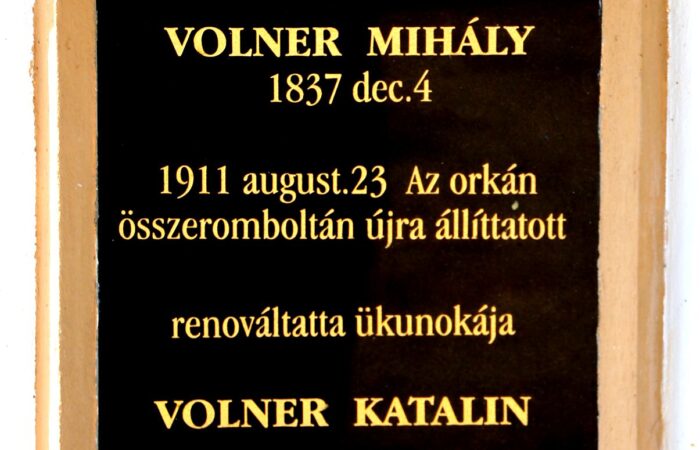 VOLNER MIHÁLY
1837 dec.4
1911 august.23 Az orkán
összeromboltán újra állíttatott
renováltatta ükunokája
VOLNER KATALIN